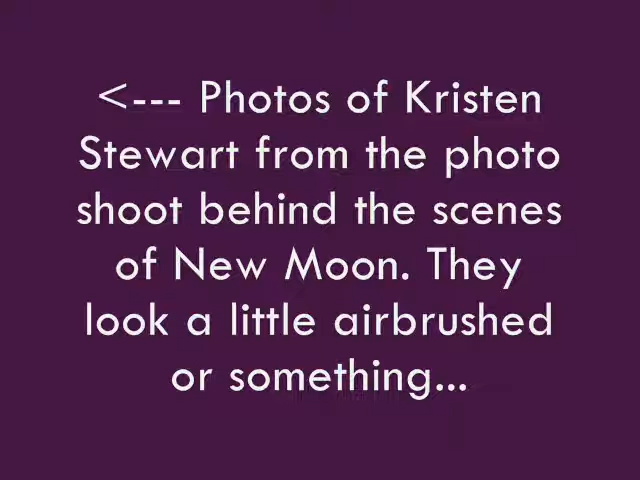 <--- Photos of Kristen
Stewart from the photo
shoot behind the scenes
of New Moon. They
look a little airbrushed
or something...